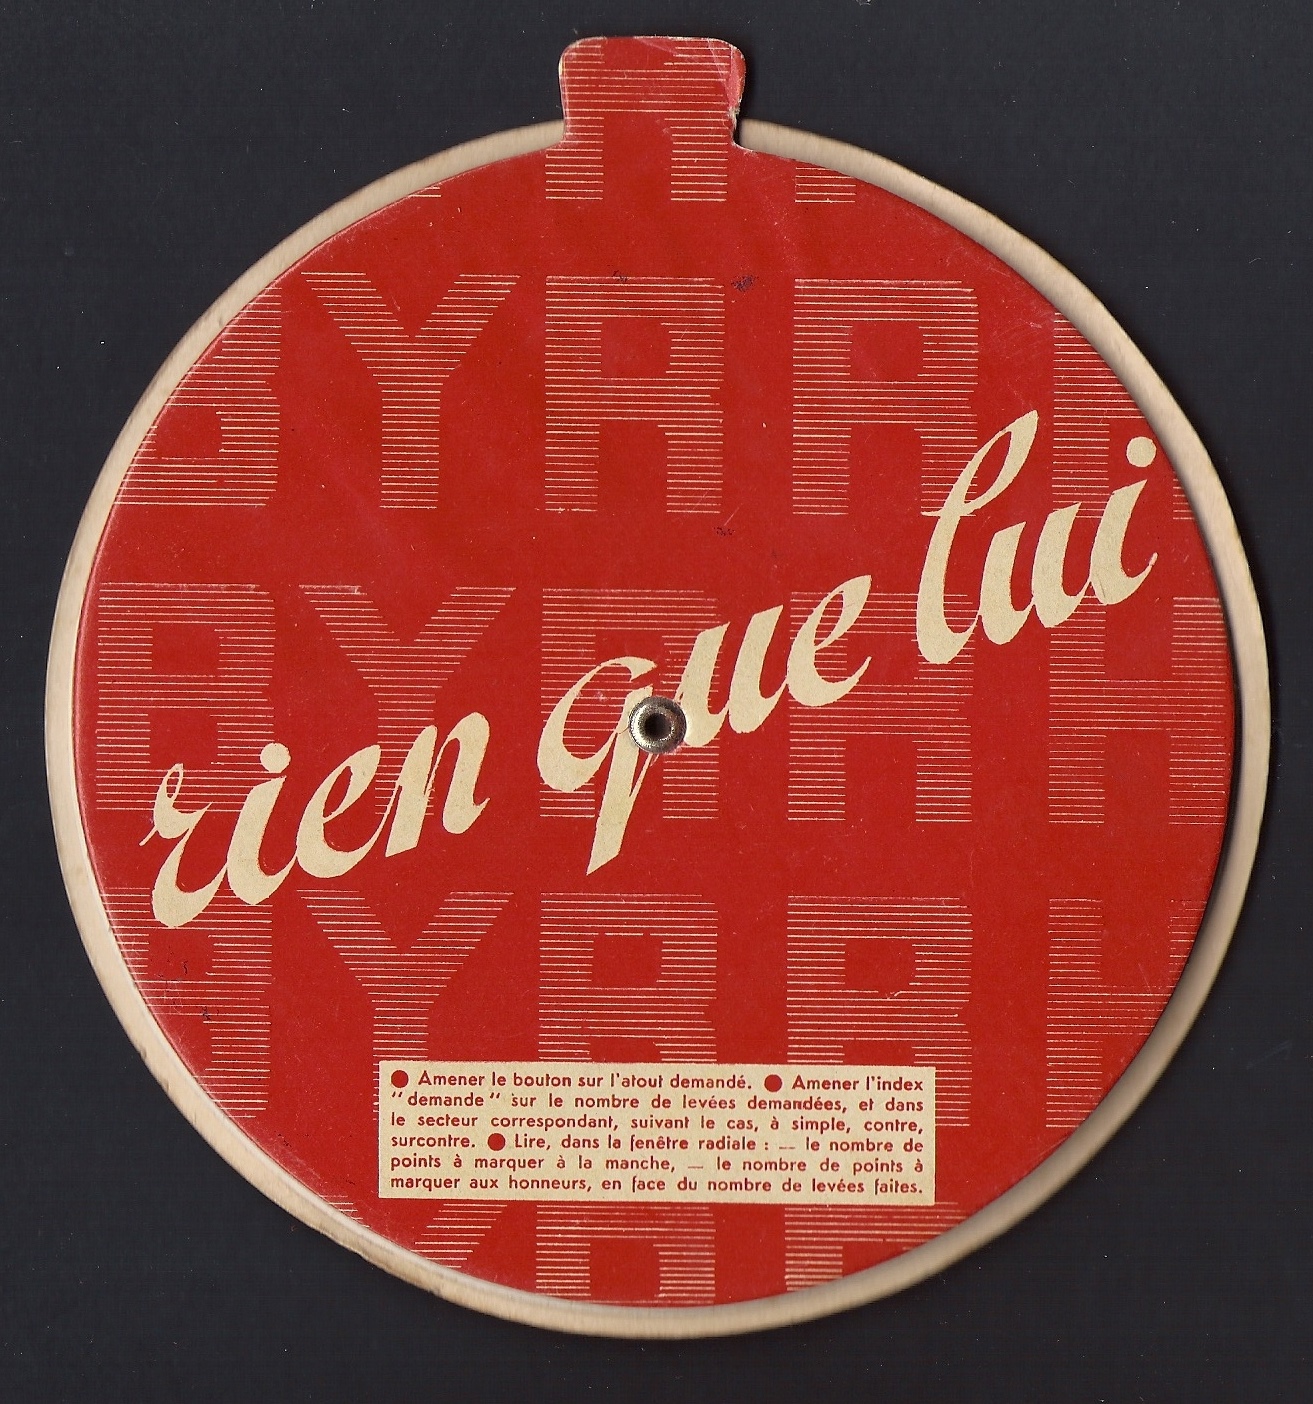 BYRRH
rien que lui
BYRRH
BYRRH
● Amener le bouton sur l'atout demandé. ● Amener l'index
"demande" sur le nombre de levées demandées, et dans
le secteur correspondant, suivant le cas, à simple, contre,
surcontre. ● Lire, dans la fenêtre radiale : — le nombre de
points à marquer à la manche, — le nombre de points à
marquer aux honneurs, en face du nombre de levées faites.
YRR